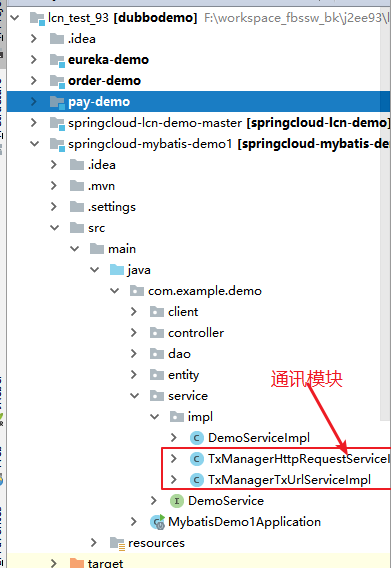 lcn_test_93 [dubbodemo] F:\workspace_fbssw_bk\j2ee93\l
.idea
eureka-demo
order-demo
pay-demo
springcloud-lcn-demo-master [springcloud-lcn-demo]
springcloud-mybatis-demo1 [springcloud-mybatis-de
.idea
.mvn
.settings
src
main
java
com.example.demo
client
controller
dao
entity
service
通讯模块
impl
DemoServiceImpl
TxManagerHttpRequestServiceI
TxManagerTxUrlServiceImpl
DemoService
MybatisDemo1Application
resources
target